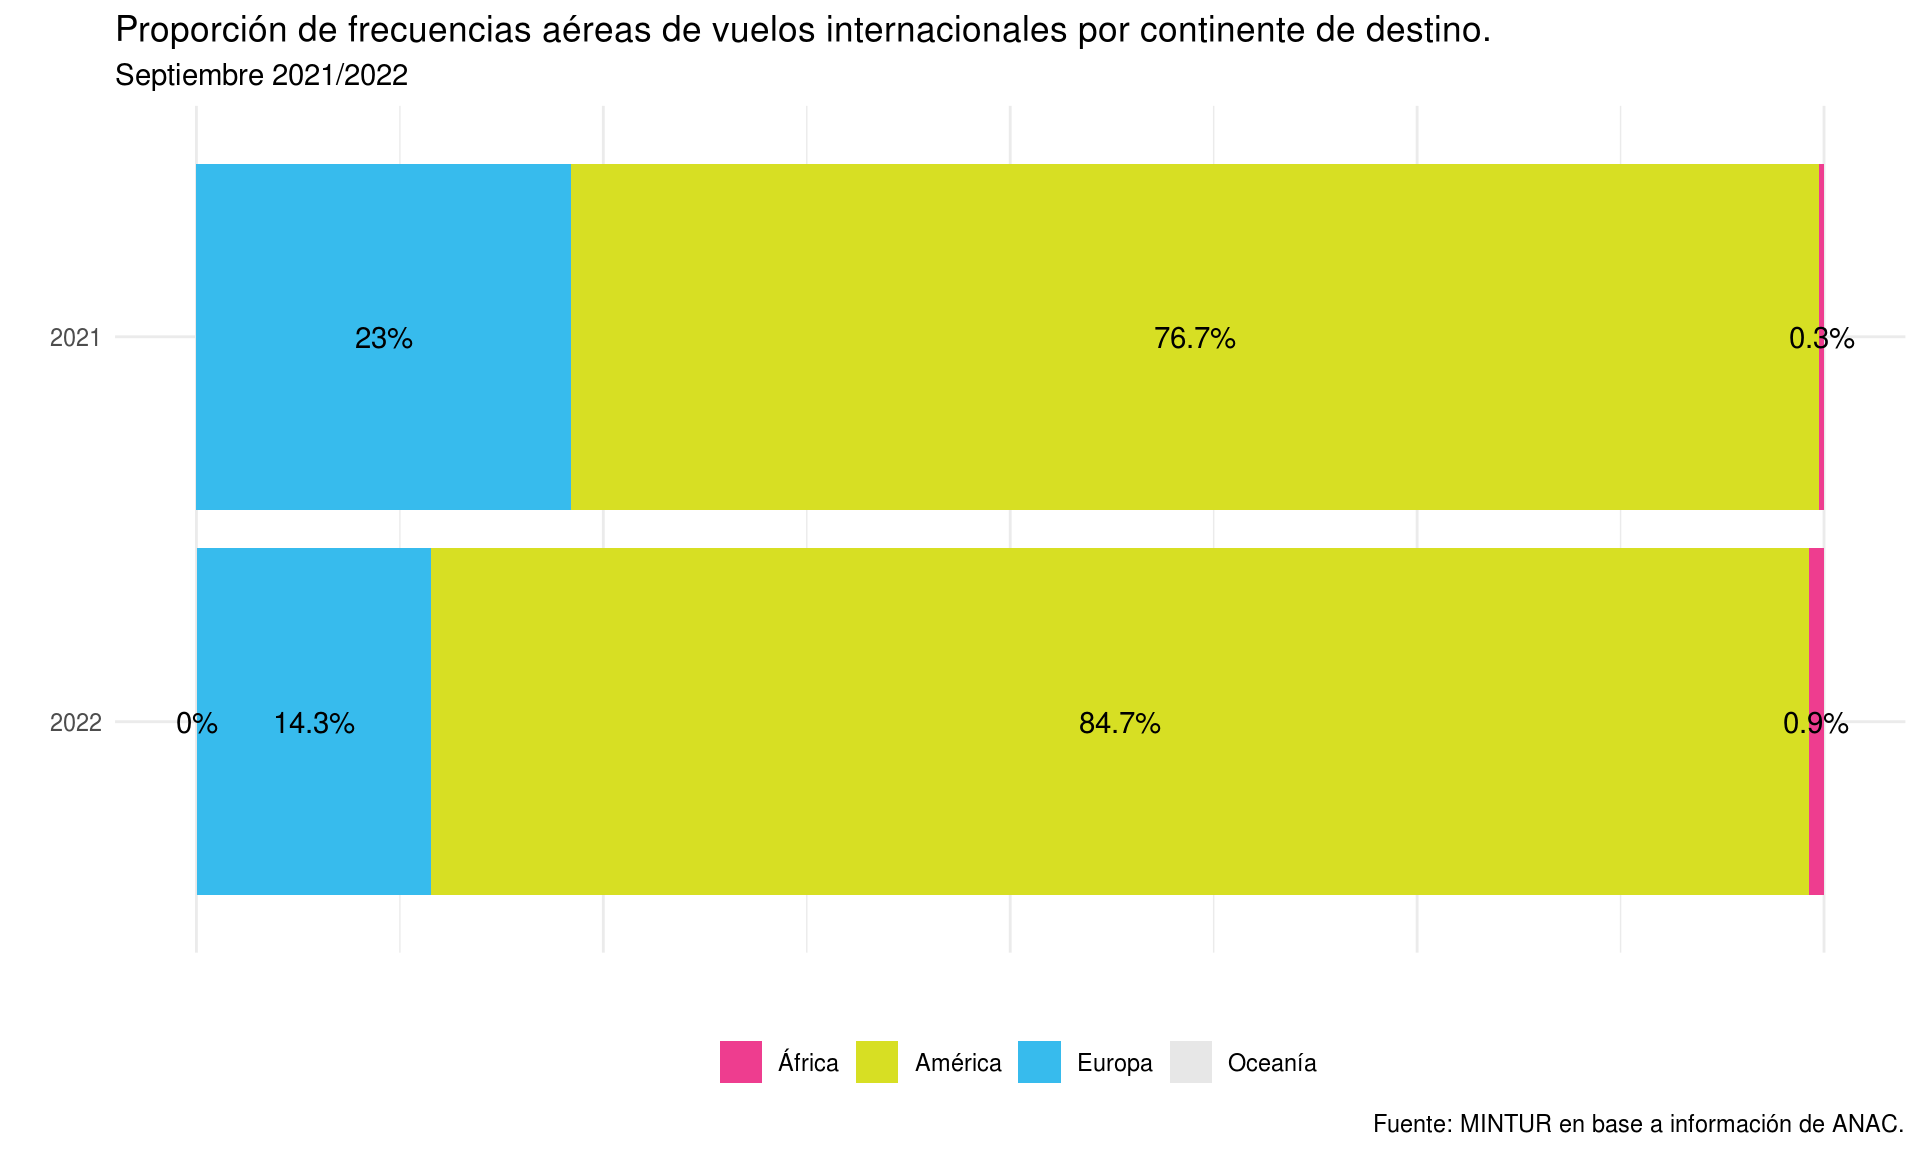 Proporción de frecuencias aéreas de vuelos internacionales por continente de destino.
Septiembre 2021/2022
2021
23%
76.7%
0.3%
2022
0%
14.3%
84.7%
0.9%
África
América
Europa
Oceanía
Fuente: MINTUR en base a información de ANAC.